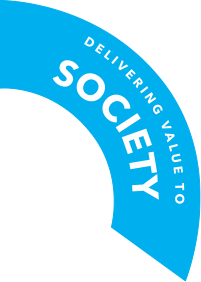 DELIVERING VALUE TO
SOCIETY